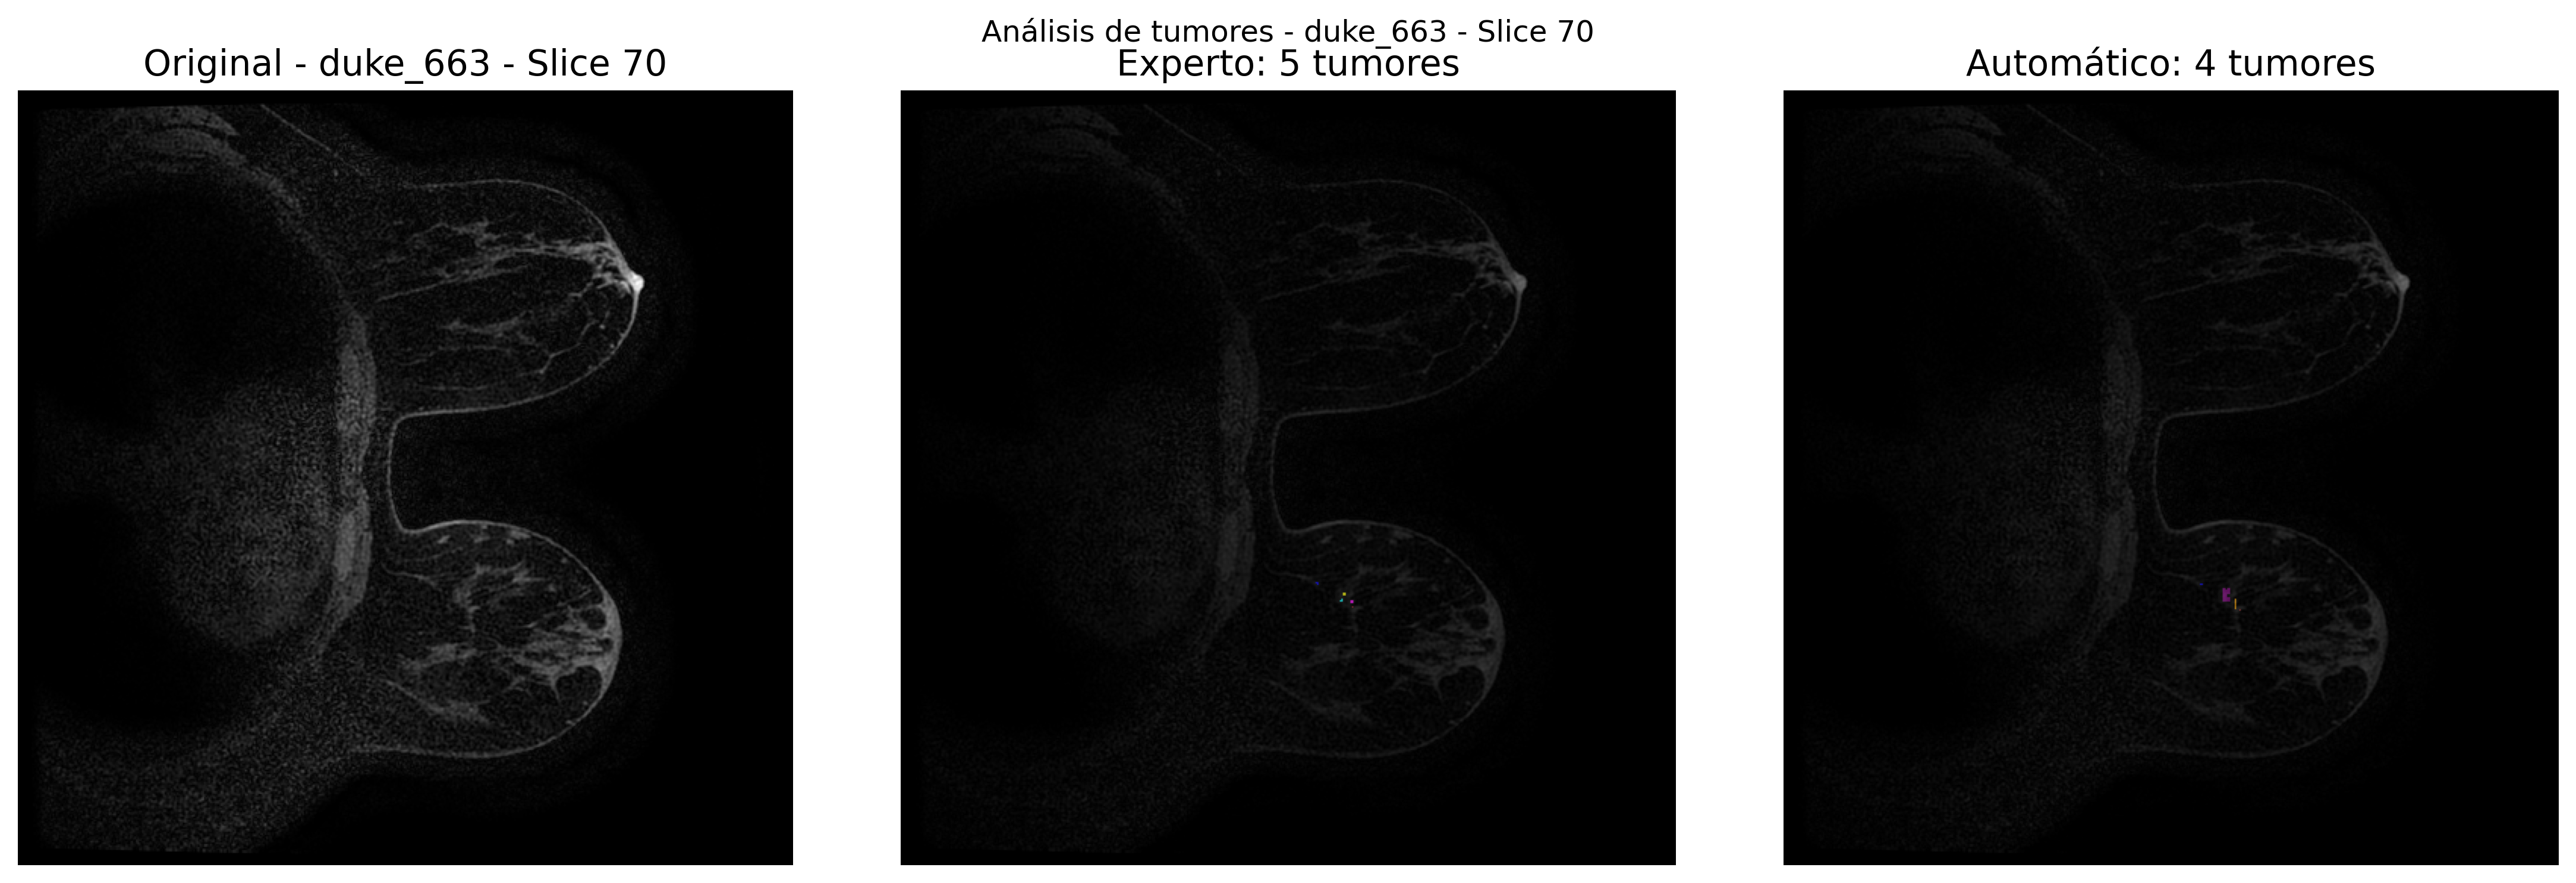 Análisis de tumores - duke_663 - Slice 70
Original - duke_663 - Slice 70
Experto: 5 tumores
Automático: 4 tumores